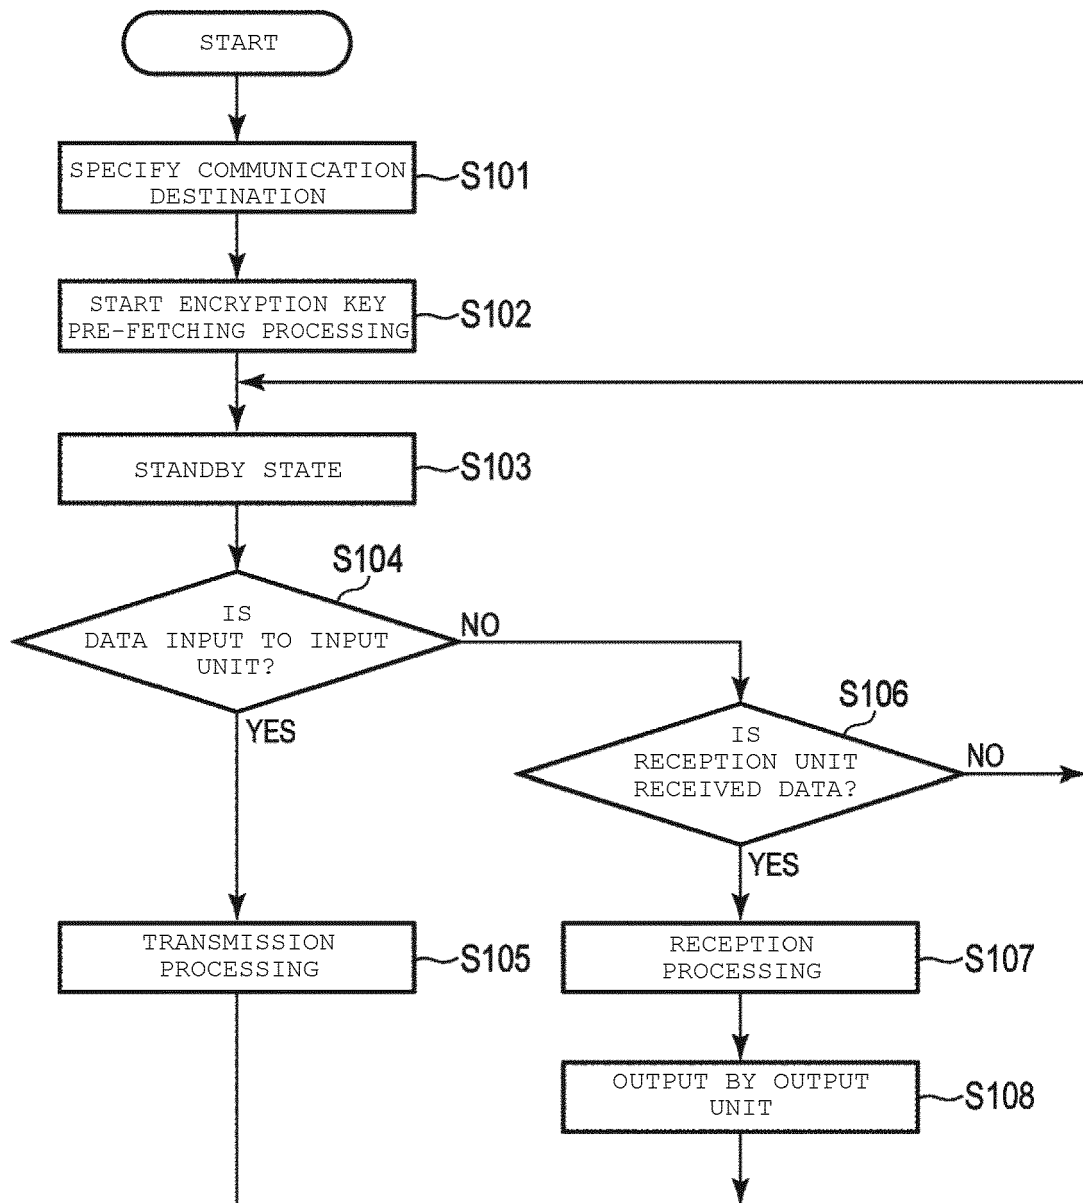 START
SPECIFY COMMUNICATION
DESTINATION
S101
START ENCRYPTION KEY
PRE-FETCHING PROCESSING
S102
STANDBY STATE
S103
S104
IS
DATA INPUT TO INPUT
UNIT?
NO
YES
S106
IS
RECEPTION UNIT
RECEIVED DATA?
NO
YES
TRANSMISSION
PROCESSING
S105
RECEPTION
PROCESSING
S107
OUTPUT BY OUTPUT
UNIT
S108